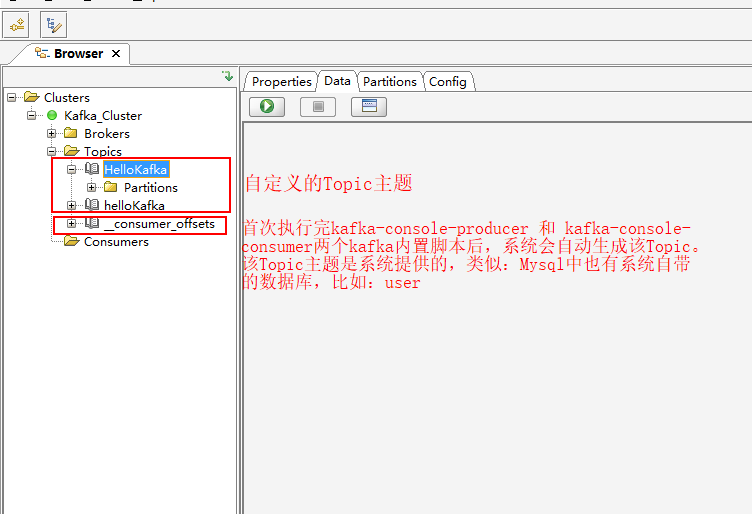 Browser
Clusters
Kafka_Cluster
Brokers
Topics
HelloKafka
Partitions
helloKafka
__consumer_offsets
Consumers
Properties Data Partitions Config
自定义的Topic主题
首次执行完kafka-console-producer 和 kafka-console-
consumer两个kafka内置脚本后，系统会自动生成该Topic。
该Topic主题是系统提供的，类似：Mysql中也有系统自带
的数据库，比如：user